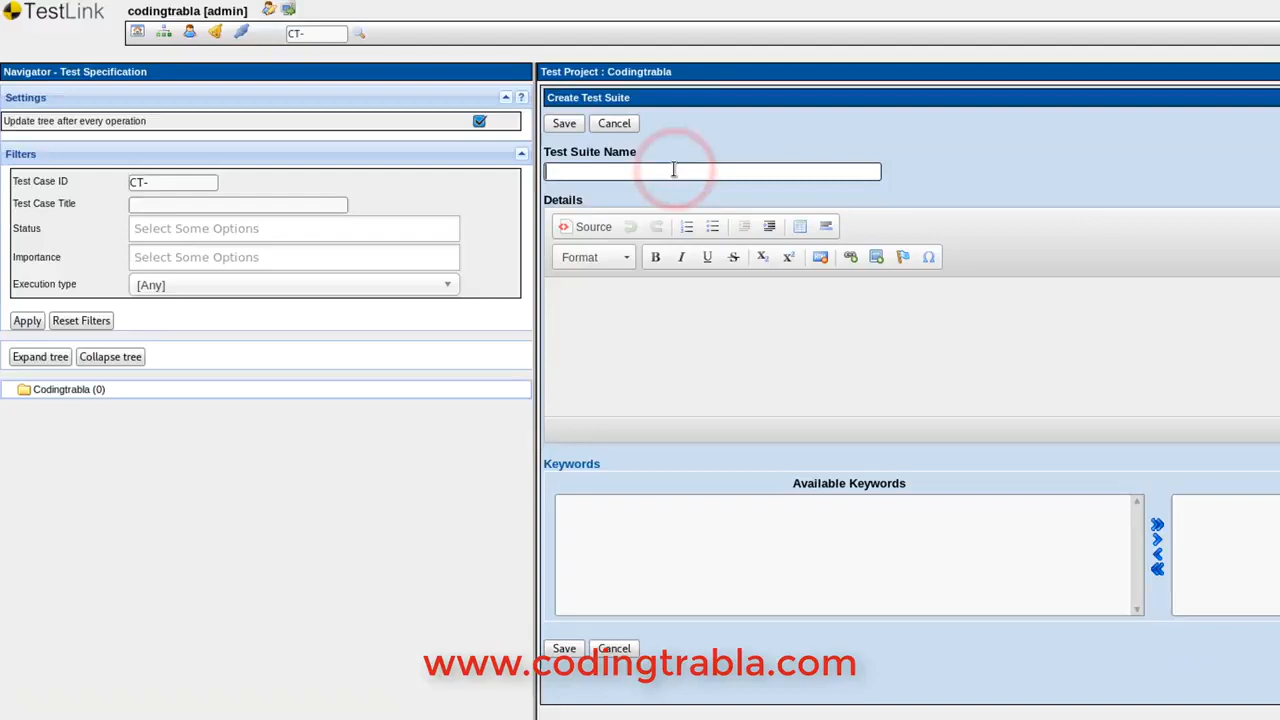 TestLink
codingtrabla [admin]
CT-
Navigator - Test Specification
Settings
?
Update tree after every operation
Filters
Test Case ID
CT-
Test Case Title
Status
Select Some Options
Importance
Select Some Options
Execution type
[Any]
Apply
Reset Filters
Expand tree
Collapse tree
Codingtrabla (0)
Test Project : Codingtrabla
Create Test Suite
Save
Cancel
Test Suite Name
Details
Source
Format
B I U S X₂ x² Ω
Keywords
Available Keywords
Save
Cancel
www.codingtrabla.com